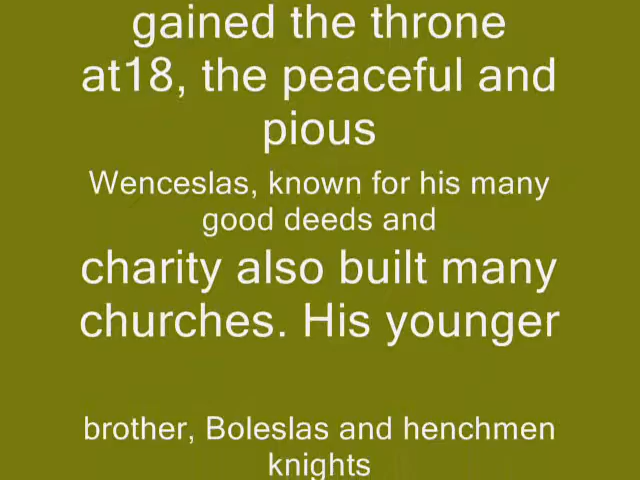 gained the throne
at18, the peaceful and
pious
Wenceslas, known for his many
good deeds and
charity also built many
churches. His younger
brother, Boleslas and henchmen
knights